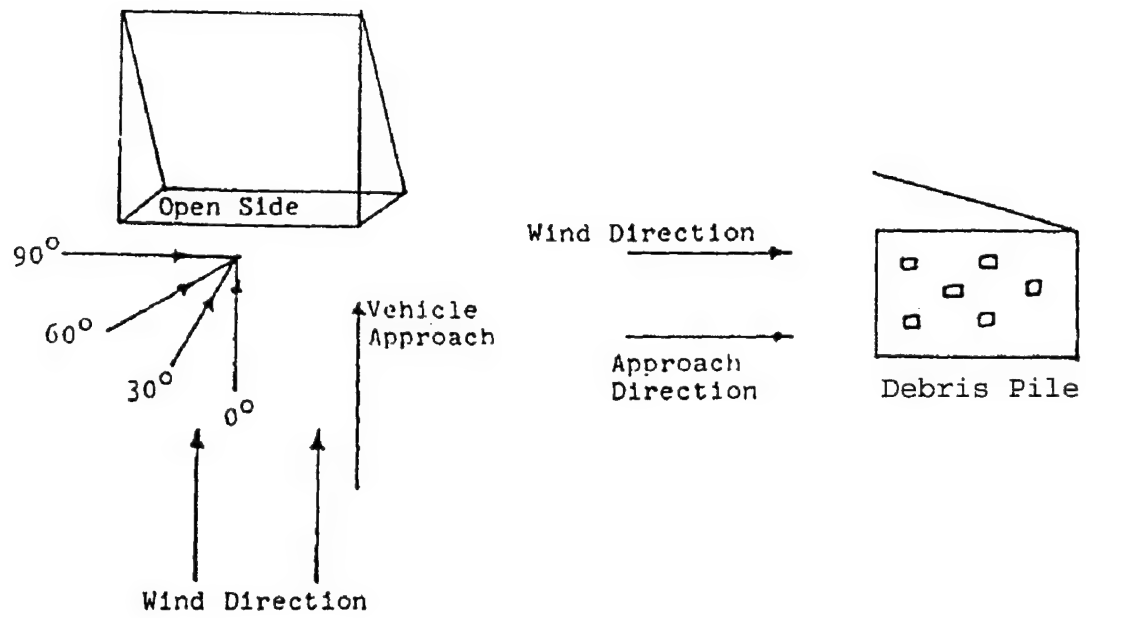 Open Side
90°
60°
30°
0°
Vehicle
Approach
Wind Direction
Wind Direction
Approach
Direction
Debris Pile